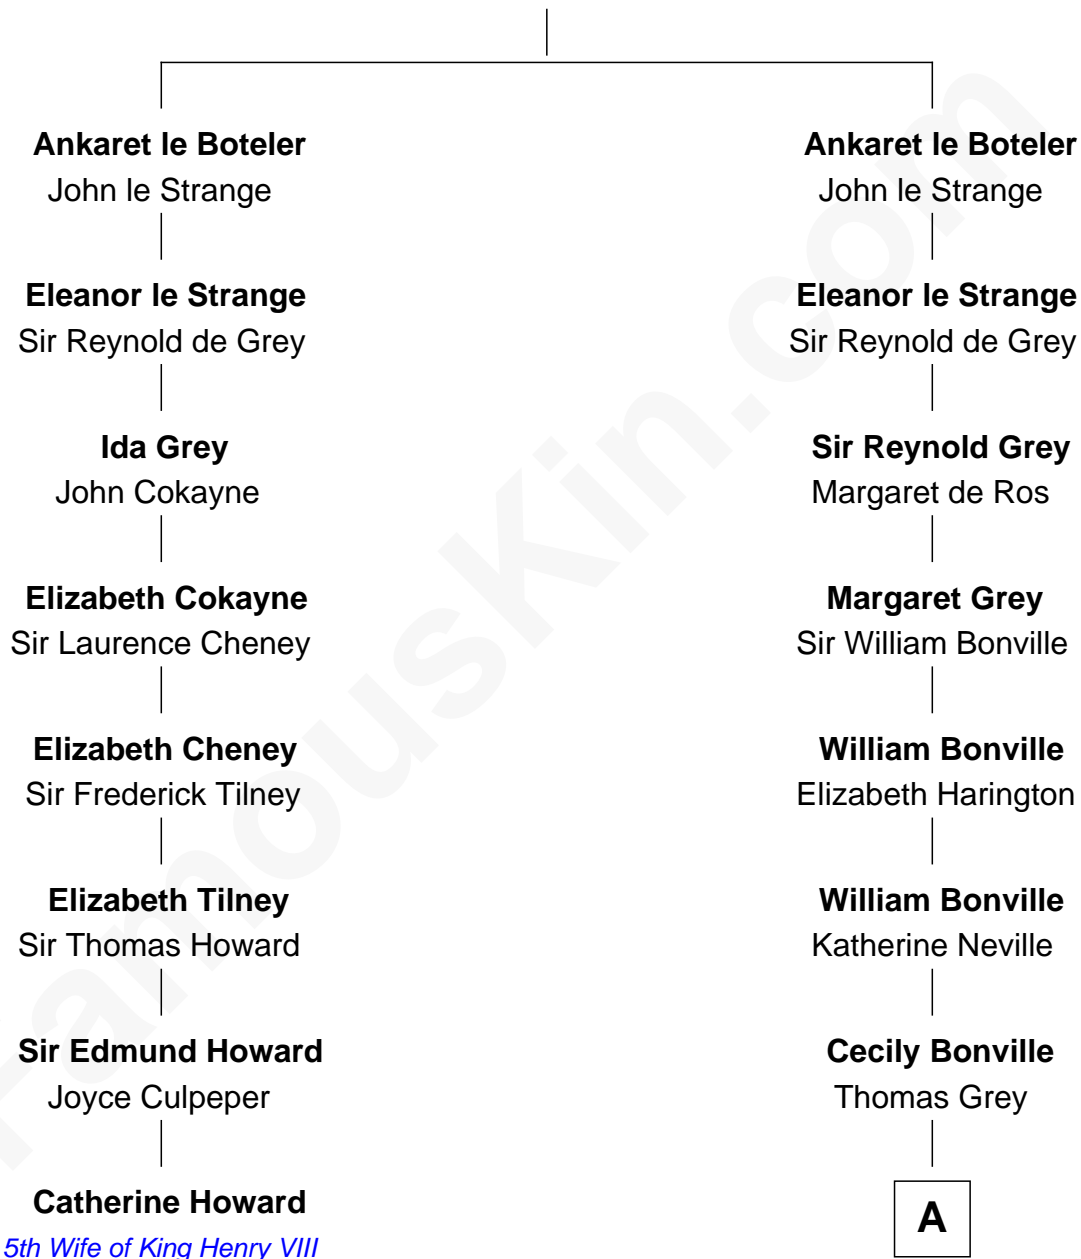 Ankaret le Boteler
John le Strange
Eleanor le Strange
Sir Reynold de Grey
Ida Grey
John Cokayne
Elizabeth Cokayne
Sir Laurence Cheney
Elizabeth Cheney
Sir Frederick Tilney
Elizabeth Tilney
Sir Thomas Howard
Sir Edmund Howard
Joyce Culpeper
Catherine Howard
5th Wife of King Henry VIII
Ankaret le Boteler
John le Strange
Eleanor le Strange
Sir Reynold de Grey
Sir Reynold Grey
Margaret de Ros
Margaret Grey
Sir William Bonville
William Bonville
Elizabeth Harington
William Bonville
Katherine Neville
Cecily Bonville
Thomas Grey
A
FamousKin.com